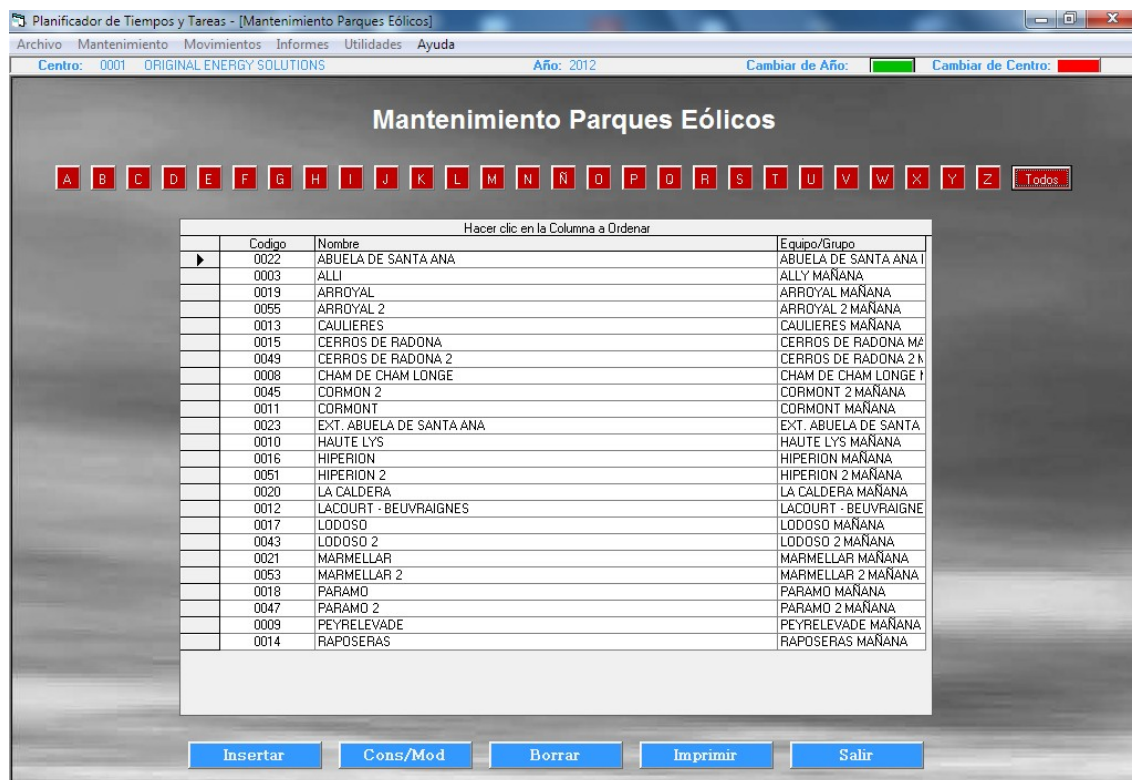 Planificador de Tiempos y Tareas - [Mantenimiento Parques Eólicos]
Archivo Mantenimiento Movimientos Informes Utilidades Ayuda
Centro: 0001 ORIGINAL ENERGY SOLUTIONS Año: 2012 Cambiar de Año: Cambiar de Centro:
Mantenimiento Parques Eólicos
A B C D E F G H I J K L M N Ñ O P Q R S T U V W X Y Z Todos
Hacer clic en la Columna a Ordenar
Codigo Nombre Equipo/Grupo
0022 ABUELA DE SANTA ANA ABUELA DE SANTA ANA
0003 ALLI ALLY MAÑANA
0019 ARROYAL ARROYAL MAÑANA
0055 ARROYAL 2 ARROYAL 2 MAÑANA
0013 CAULIERES CAULIERES MAÑANA
0015 CERROS DE RADONA CERROS DE RADONA MA
0049 CERROS DE RADONA 2 CERROS DE RADONA 2
0008 CHAM DE CHAM LONGE CHAM DE CHAM LONGE
0045 CORMON 2 CORMONT 2 MAÑANA
0011 CORMONT CORMONT MAÑANA
0023 EXT. ABUELA DE SANTA ANA EXT. ABUELA DE SANTA
0010 HAUTE LYS HAUTE LYS MAÑANA
0016 HIPERION HIPERION MAÑANA
0051 HIPERION 2 HIPERION 2 MAÑANA
0020 LA CALDERA LA CALDERA MAÑANA
0012 LACOURT - BEUVRAIGNES LACOURT - BEUVRAIGNE
0017 LODOSO LODOSO MAÑANA
0043 LODOSO 2 LODOSO 2 MAÑANA
0021 MARMELLAR MARMELLAR MAÑANA
0053 MARMELLAR 2 MARMELLAR 2 MAÑANA
0018 PARAMO PARAMO MAÑANA
0047 PARAMO 2 PARAMO 2 MAÑANA
0009 PEYRELEVADE PEYRELEVADE MAÑANA
0014 RAPOSERAS RAPOSERAS MAÑANA
Insertar Cons/Mod Borrar Imprimir Salir